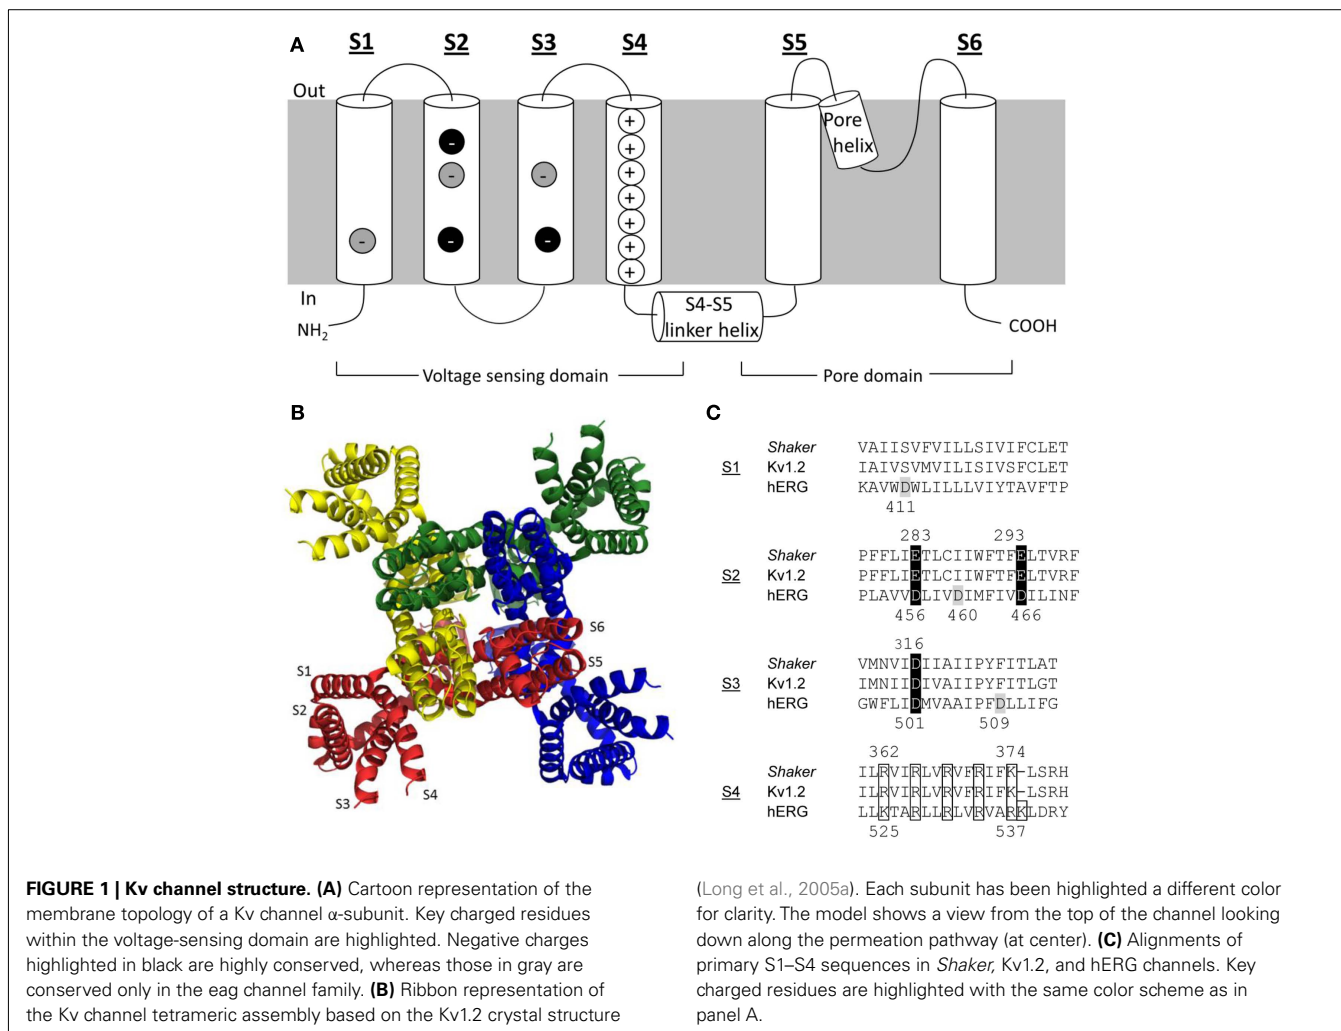 A
S1 S2 S3 S4 S5 S6
Out
- - - - - -
+
+
+
+
+
+
+
Pore
helix
In
NH2
S4-S5
linker helix
COOH
Voltage sensing domain
Pore domain
B
S6
S5
S1
S2
S3
S4
C
Shaker VAIISVFVILLSIVIFCLET
S1 Kv1.2 IAIVSVMVILISIVSFCLET
hERG KAVWDWLILLLVIYTAVFTP
411
283 293
Shaker PFFLIETLCIIWFTFELTVRF
S2 Kv1.2 PFFLIETLCIIWFTFELTVRF
hERG PLAVVDLIVDIMFIVDILINF
456 460 466
316
Shaker VMNVIDIIAIIPYFITLAT
S3 Kv1.2 IMNIIDIVAIIPYFITLGT
hERG GWFLIDMVAAIPFDLLIFG
501 509
362 374
Shaker ILRVIRLVRVFRIFK-LSRH
S4 Kv1.2 ILRVIRLVRVFRIFK-LSRH
hERG LLKTARLLRLVRVARKLDRY
525 537
FIGURE 1 | Kv channel structure. (A) Cartoon representation of the
membrane topology of a Kv channel α-subunit. Key charged residues
within the voltage-sensing domain are highlighted. Negative charges
highlighted in black are highly conserved, whereas those in gray are
conserved only in the eag channel family. (B) Ribbon representation of
the Kv channel tetrameric assembly based on the Kv1.2 crystal structure
(Long et al., 2005a). Each subunit has been highlighted a different color
for clarity. The model shows a view from the top of the channel looking
down along the permeation pathway (at center). (C) Alignments of
primary S1–S4 sequences in Shaker, Kv1.2, and hERG channels. Key
charged residues are highlighted with the same color scheme as in
panel A.